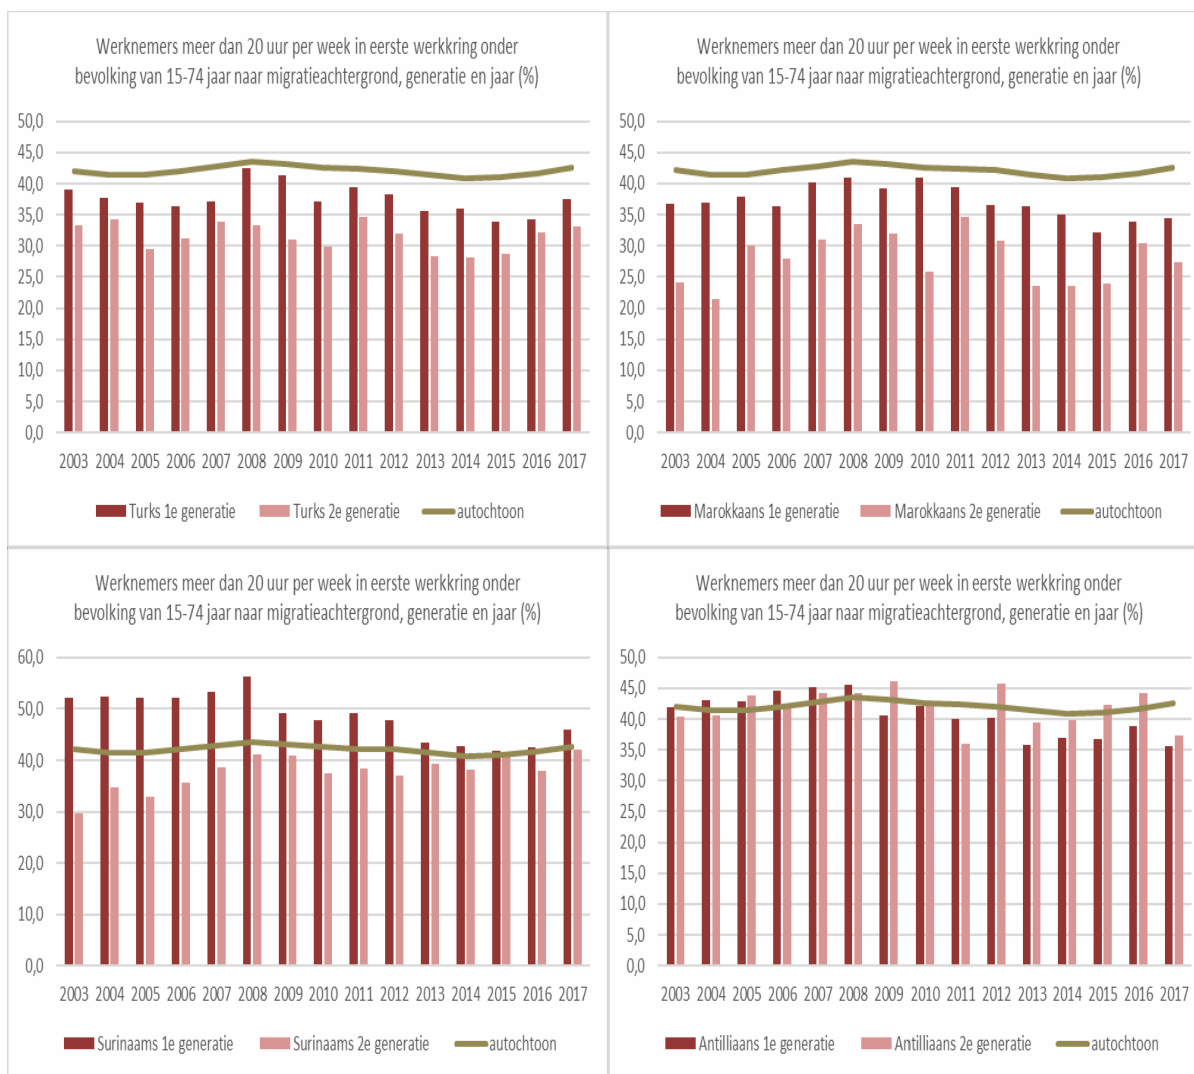 Werknemers meer dan 20 uur per week in eerste werkkring onder
bevolking van 15-74 jaar naar migratieachtergrond, generatie en jaar (%)
50,0
45,0
40,0
35,0
30,0
25,0
20,0
15,0
10,0
5,0
0,0
2003 2004 2005 2006 2007 2008 2009 2010 2011 2012 2013 2014 2015 2016 2017
Turks 1e generatie Turks 2e generatie autochtoon
Werknemers meer dan 20 uur per week in eerste werkkring onder
bevolking van 15-74 jaar naar migratieachtergrond, generatie en jaar (%)
50,0
45,0
40,0
35,0
30,0
25,0
20,0
15,0
10,0
5,0
0,0
2003 2004 2005 2006 2007 2008 2009 2010 2011 2012 2013 2014 2015 2016 2017
Marokkaans 1e generatie Marokkaans 2e generatie autochtoon
Werknemers meer dan 20 uur per week in eerste werkkring onder
bevolking van 15-74 jaar naar migratieachtergrond, generatie en jaar (%)
60,0
50,0
40,0
30,0
20,0
10,0
0,0
2003 2004 2005 2006 2007 2008 2009 2010 2011 2012 2013 2014 2015 2016 2017
Surinaams 1e generatie Surinaams 2e generatie autochtoon
Werknemers meer dan 20 uur per week in eerste werkkring onder
bevolking van 15-74 jaar naar migratieachtergrond, generatie en jaar (%)
50,0
45,0
40,0
35,0
30,0
25,0
20,0
15,0
10,0
5,0
0,0
2003 2004 2005 2006 2007 2008 2009 2010 2011 2012 2013 2014 2015 2016 2017
Antilliaans 1e generatie Antilliaans 2e generatie autochtoon